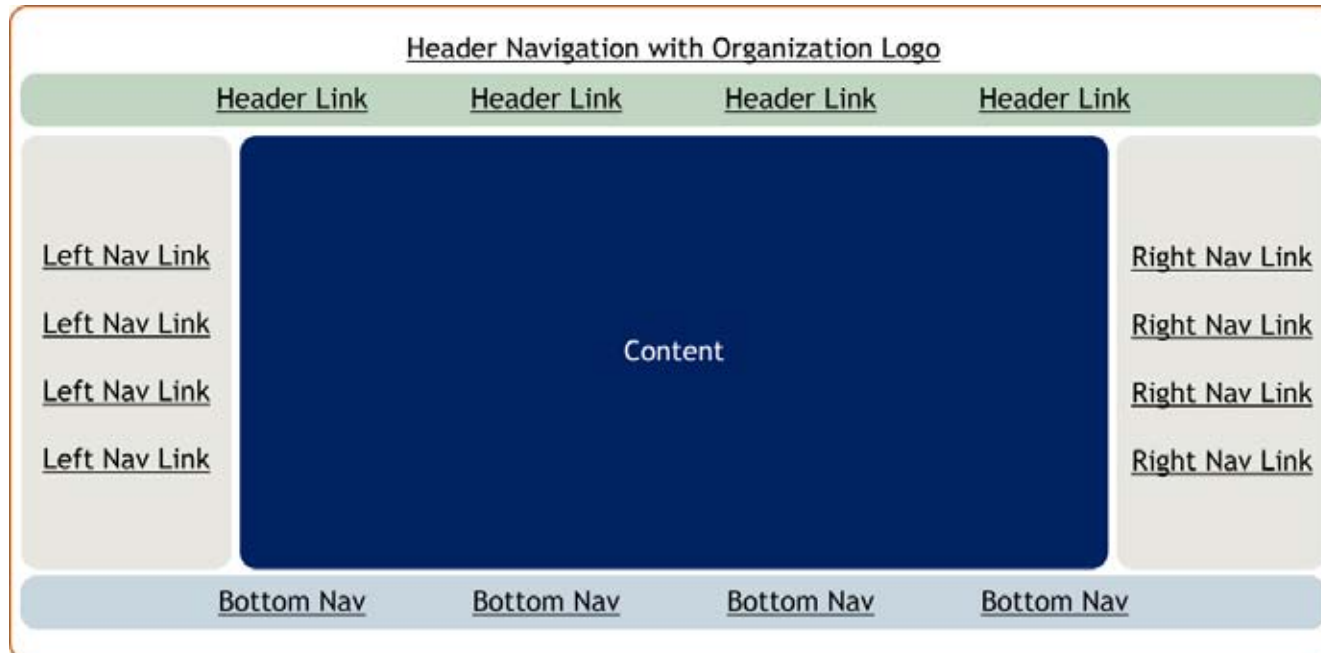 Header Navigation with Organization Logo
Header Link Header Link Header Link Header Link
Left Nav Link
Left Nav Link
Left Nav Link
Left Nav Link
Content
Right Nav Link
Right Nav Link
Right Nav Link
Right Nav Link
Bottom Nav Bottom Nav Bottom Nav Bottom Nav